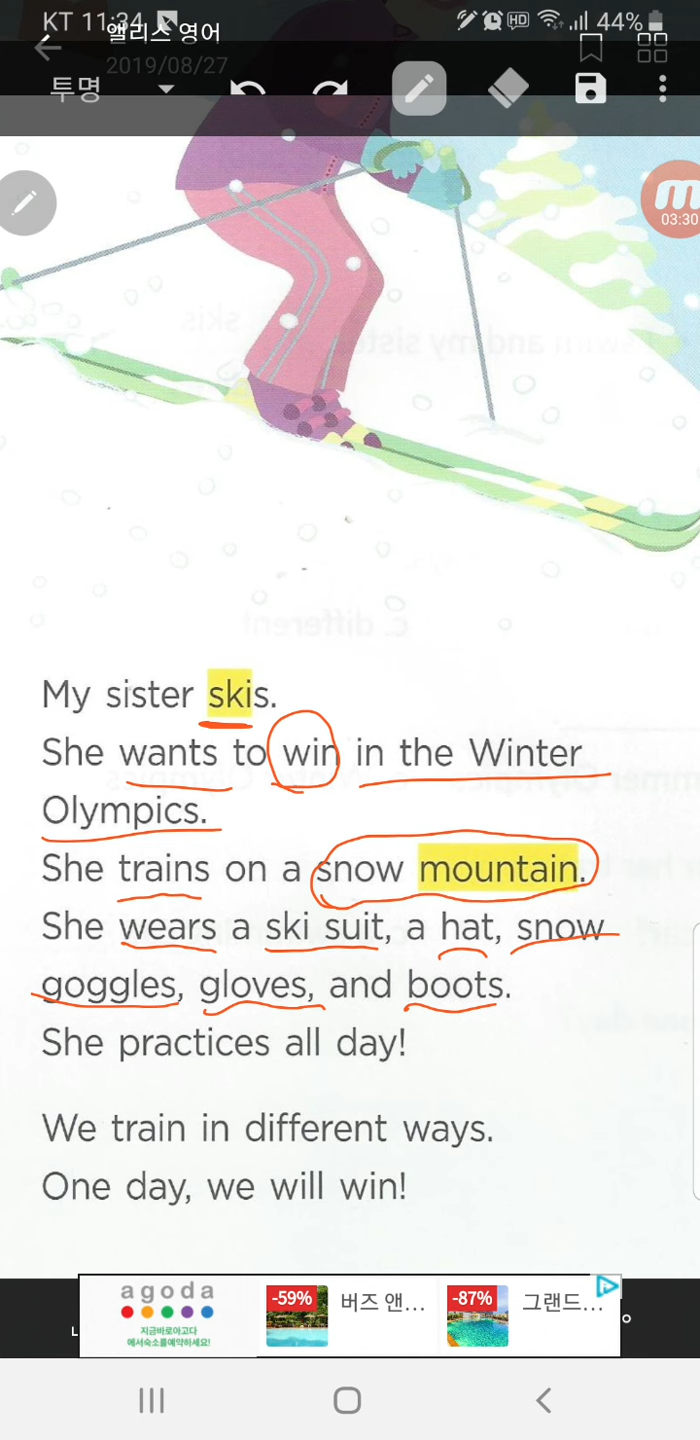 KT 11:34
HD
44%
앨리스 영어
2019/08/27
투명
03:30
My sister skis.
She wants to win in the Winter
Olympics.
She trains on a snow mountain.
She wears a ski suit, a hat, snow
goggles, gloves, and boots.
She practices all day!
We train in different ways.
One day, we will win!
agoda
지금바로아고다
에서숙소를예약하세요!
-59%
버즈 앤...
-87%
그랜드...